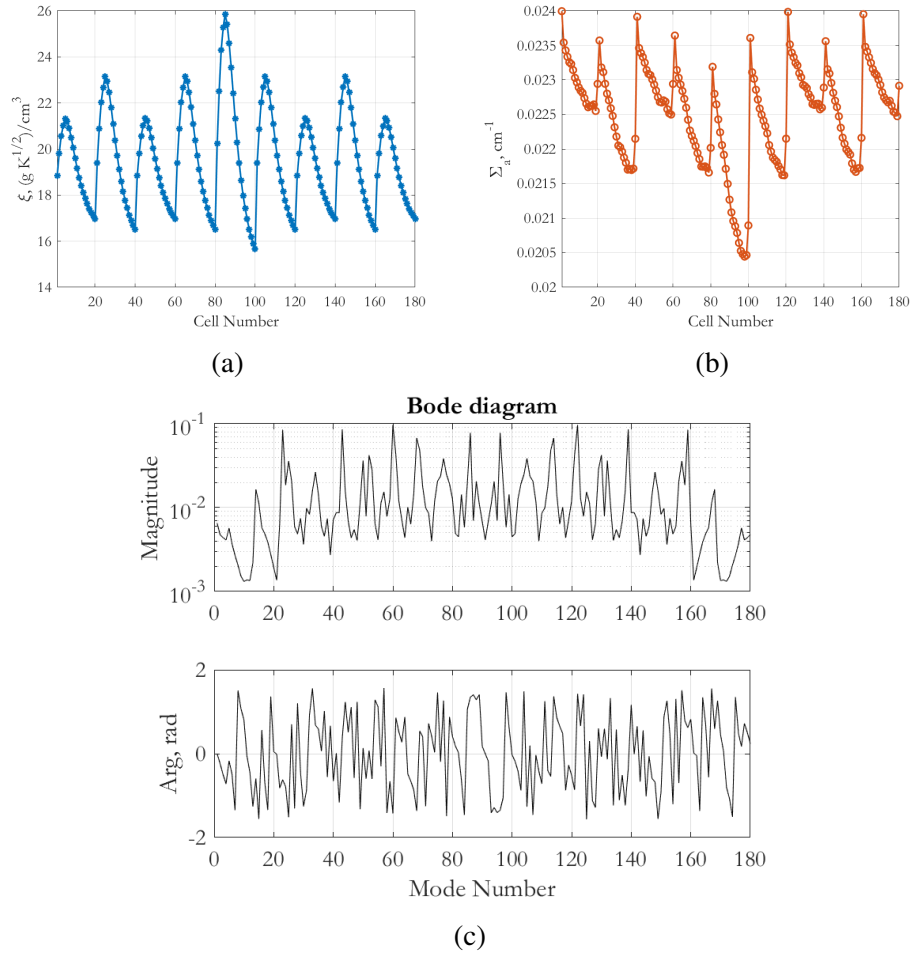 26
24
22
20
18
16
14
ξ, (g K^{1/2})/cm^3
20 40 60 80 100 120 140 160 180
Cell Number
(a)
0.024
0.0235
0.023
0.0225
0.022
0.0215
0.021
0.0205
0.02
Σ_a, cm^{-1}
20 40 60 80 100 120 140 160 180
Cell Number
(b)
Bode diagram
10^{-1}
10^{-2}
10^{-3}
Magnitude
0 20 40 60 80 100 120 140 160 180
2
0
-2
Arg, rad
0 20 40 60 80 100 120 140 160 180
Mode Number
(c)